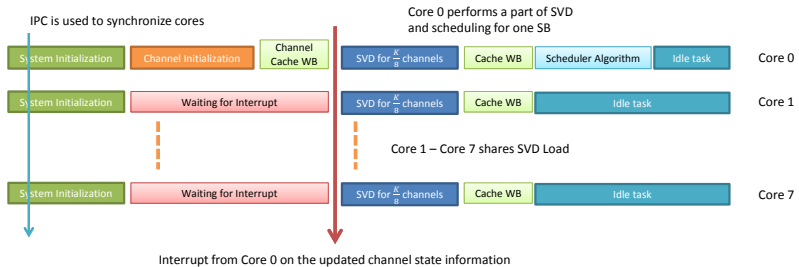 IPC is used to synchronize cores
Core 0 performs a part of SVD
and scheduling for one SB
System Initialization
Channel Initialization
Channel
Cache WB
SVD for K/8 channels
Cache WB
Scheduler Algorithm
Idle task
Core 0
System Initialization
Waiting for Interrupt
SVD for K/8 channels
Cache WB
Idle task
Core 1
Core 1 – Core 7 shares SVD Load
System Initialization
Waiting for Interrupt
SVD for K/8 channels
Cache WB
Idle task
Core 7
Interrupt from Core 0 on the updated channel state information